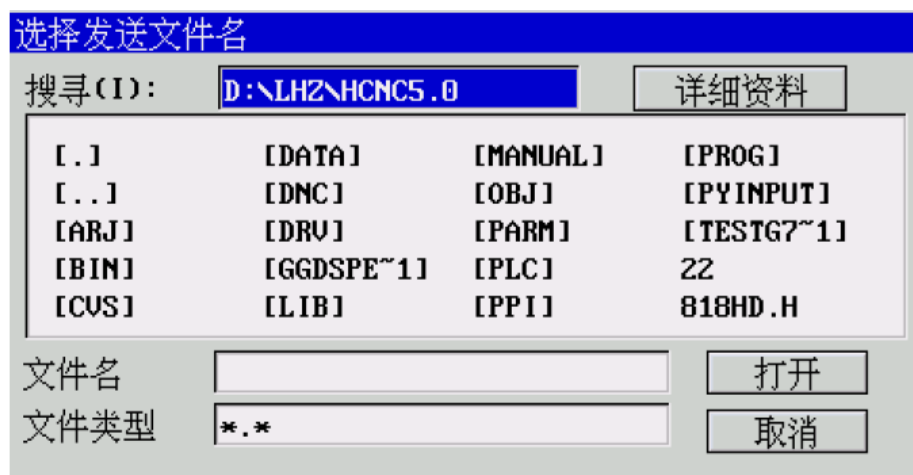 选择发送文件名
搜寻(I): D:\LHZ\HCNC5.0 详细资料
[.] [DATA] [MANUAL] [PROG]
[..] [DNC] [OBJ] [PYINPUT]
[ARJ] [DRV] [PARM] [TESTG7~1]
[BIN] [GGDSPE~1] [PLC] 22
[CVS] [LIB] [PPI] 818HD.H
文件名 打开
文件类型 *.* 取消